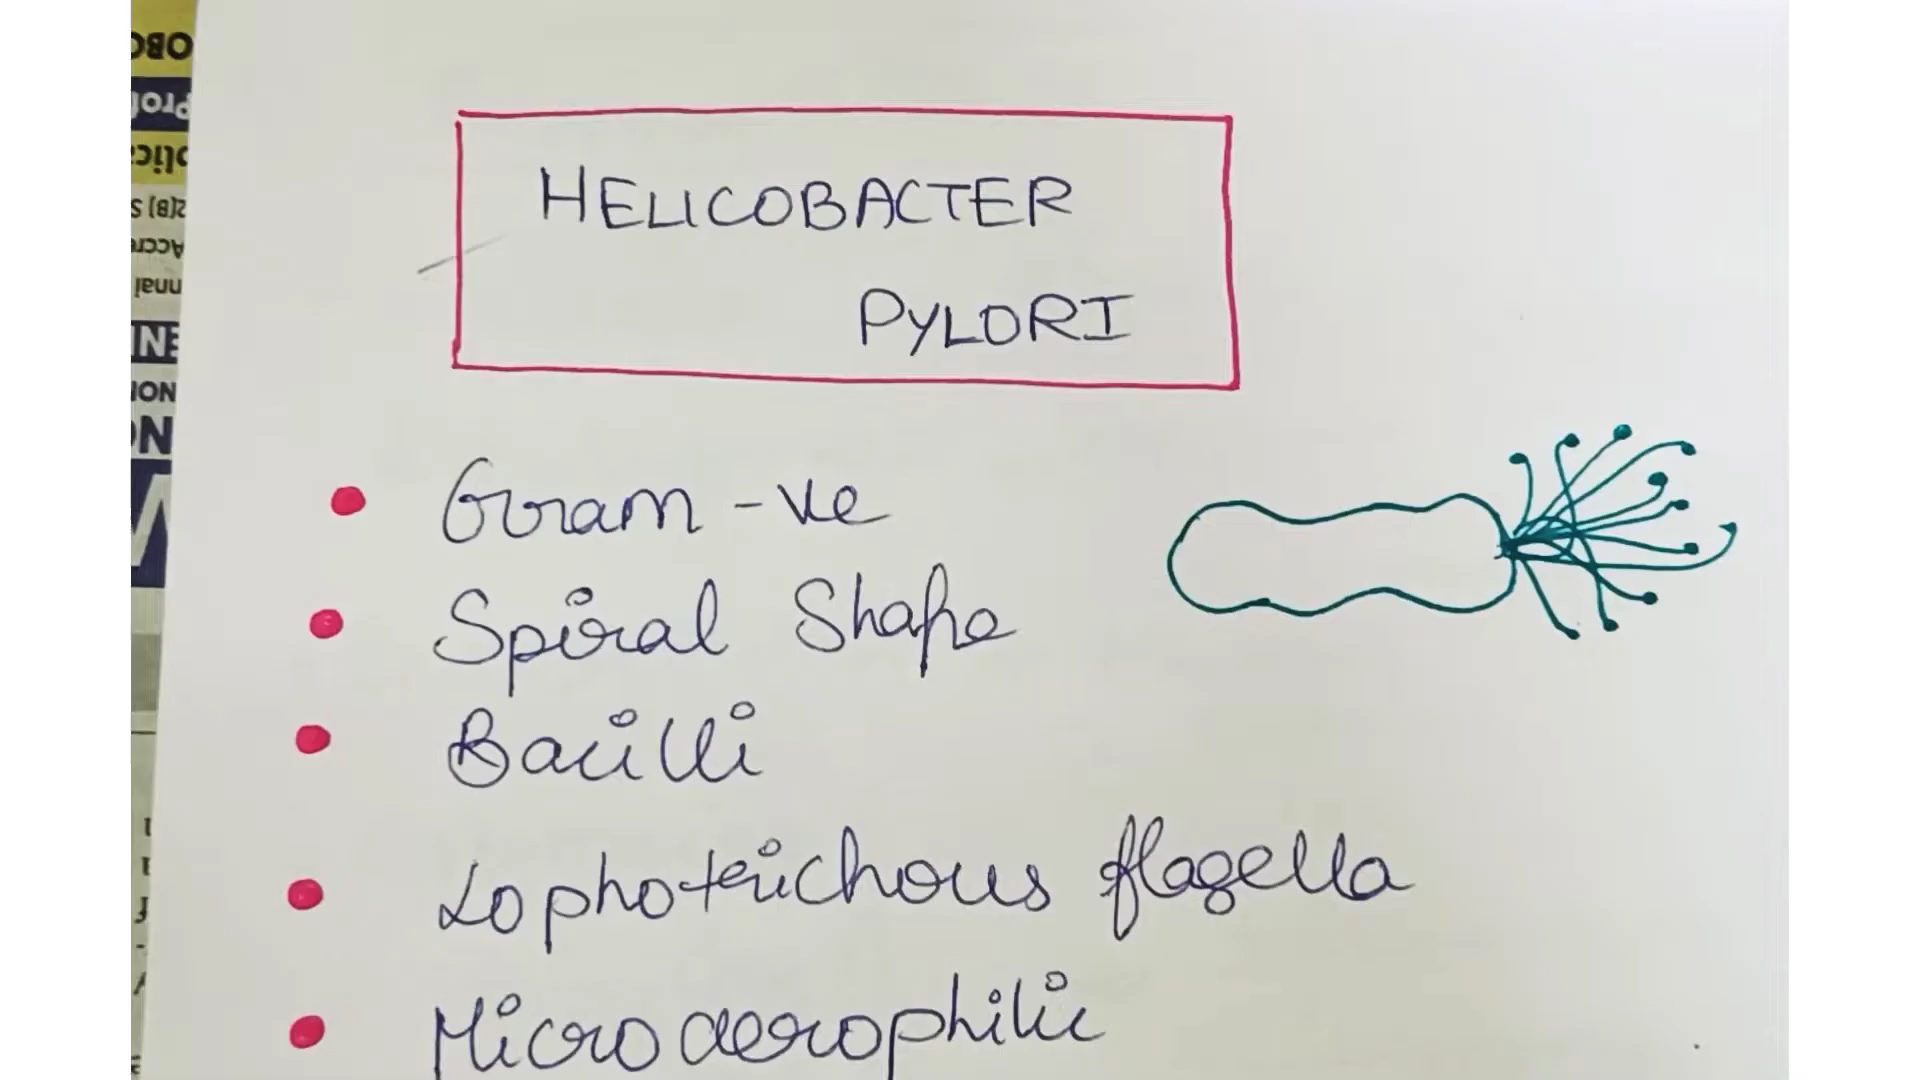 HELICOBACTER
PYLORI
Gram -ve
Spiral Shape
Bacilli
Lophotrichous flagella
Microaerophilic